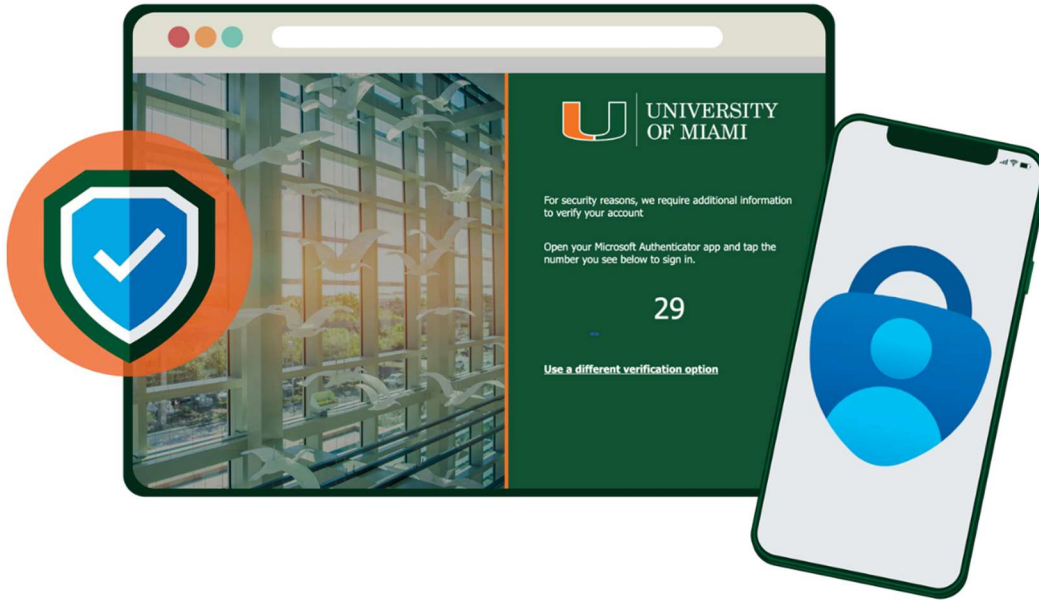 UNIVERSITY
OF MIAMI
For security reasons, we require additional information
to verify your account
Open your Microsoft Authenticator app and tap the
number you see below to sign in.
29
Use a different verification option